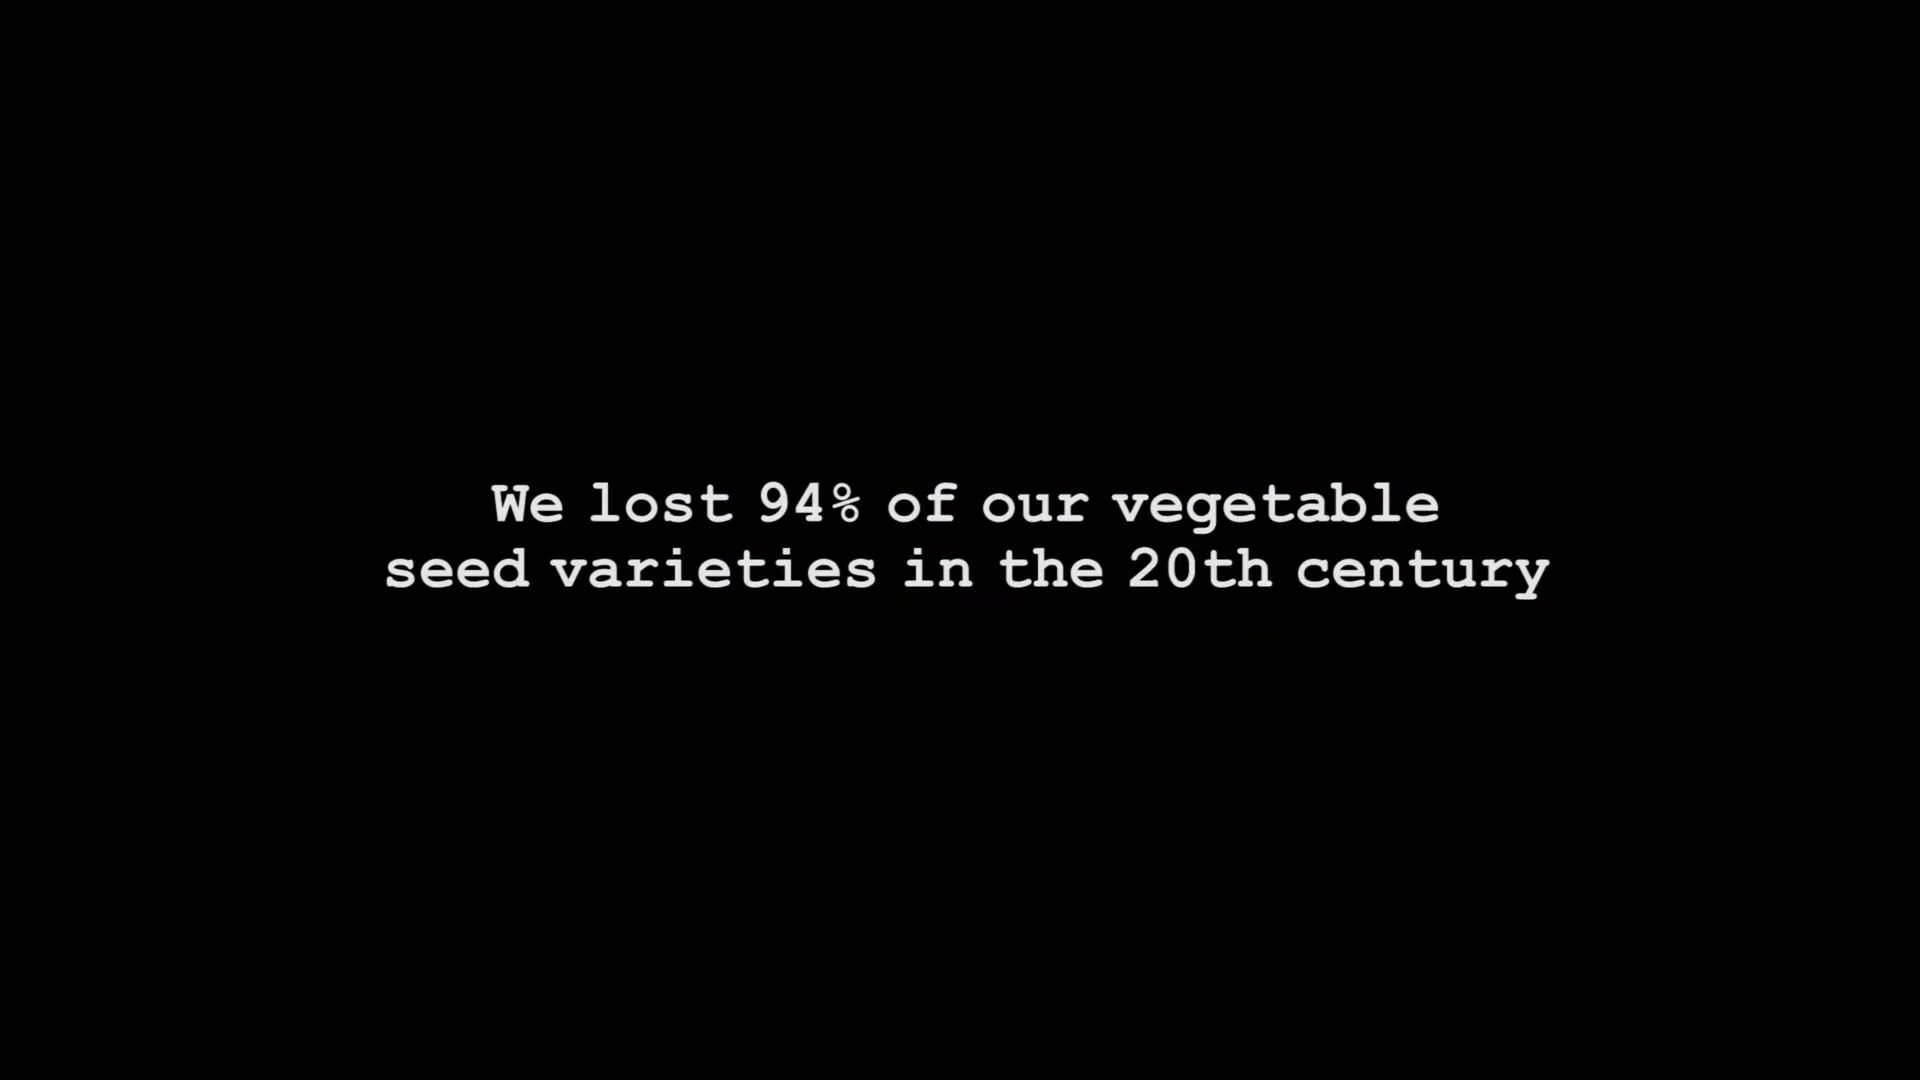 We lost 94% of our vegetable
seed varieties in the 20th century